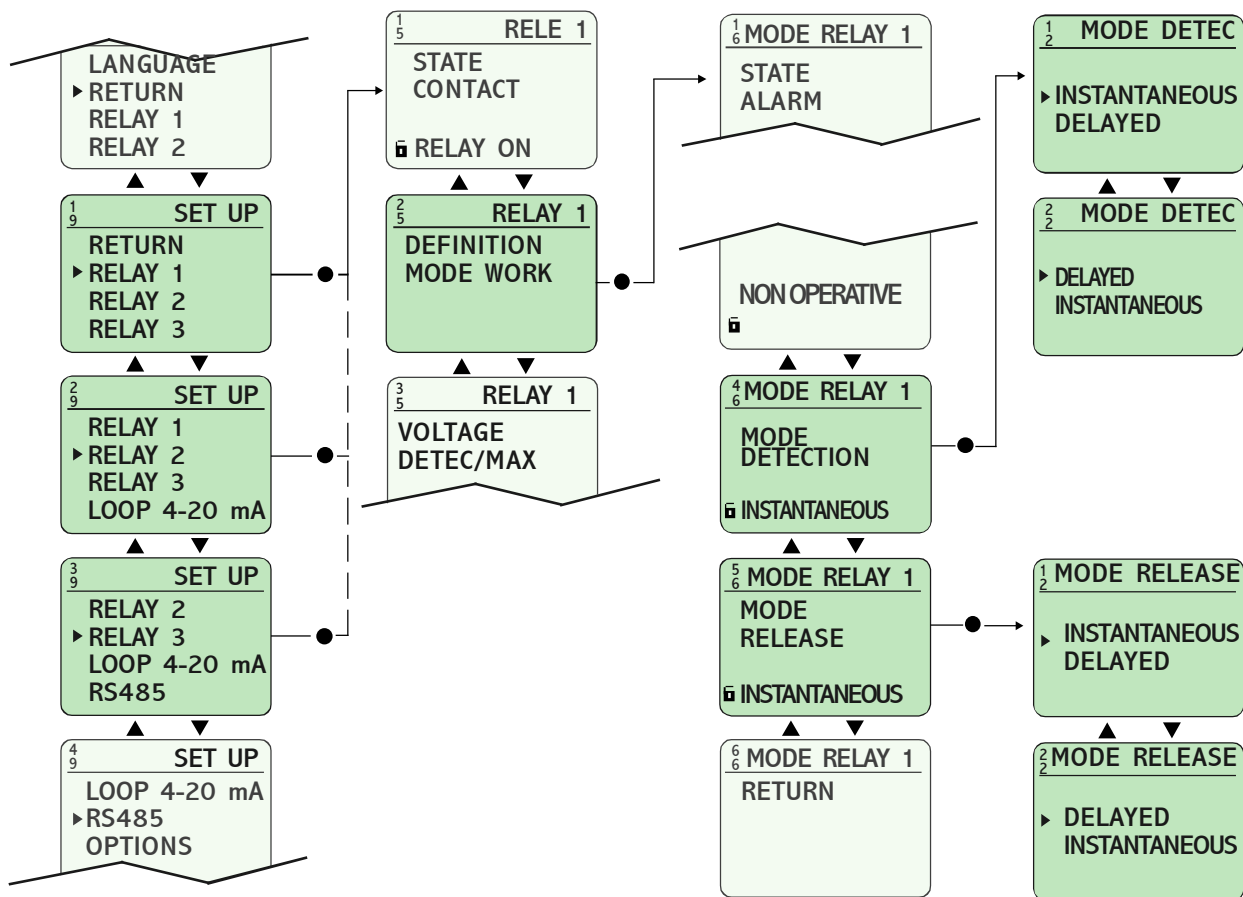 LANGUAGE
RETURN
RELAY 1
RELAY 2
1/9 SET UP
RETURN
RELAY 1
RELAY 2
RELAY 3
2/9 SET UP
RELAY 1
RELAY 2
RELAY 3
LOOP 4-20 mA
3/9 SET UP
RELAY 2
RELAY 3
LOOP 4-20 mA
RS485
4/9 SET UP
LOOP 4-20 mA
RS485
OPTIONS
1/5 RELE 1
STATE
CONTACT
RELAY ON
2/5 RELAY 1
DEFINITION
MODE WORK
3/5 RELAY 1
VOLTAGE
DETEC/MAX
1/6 MODE RELAY 1
STATE
ALARM
NON OPERATIVE
4/6 MODE RELAY 1
MODE
DETECTION
INSTANTANEOUS
5/6 MODE RELAY 1
MODE
RELEASE
INSTANTANEOUS
6/6 MODE RELAY 1
RETURN
1/2 MODE DETEC
INSTANTANEOUS
DELAYED
2/2 MODE DETEC
DELAYED
INSTANTANEOUS
1/2 MODE RELEASE
INSTANTANEOUS
DELAYED
2/2 MODE RELEASE
DELAYED
INSTANTANEOUS